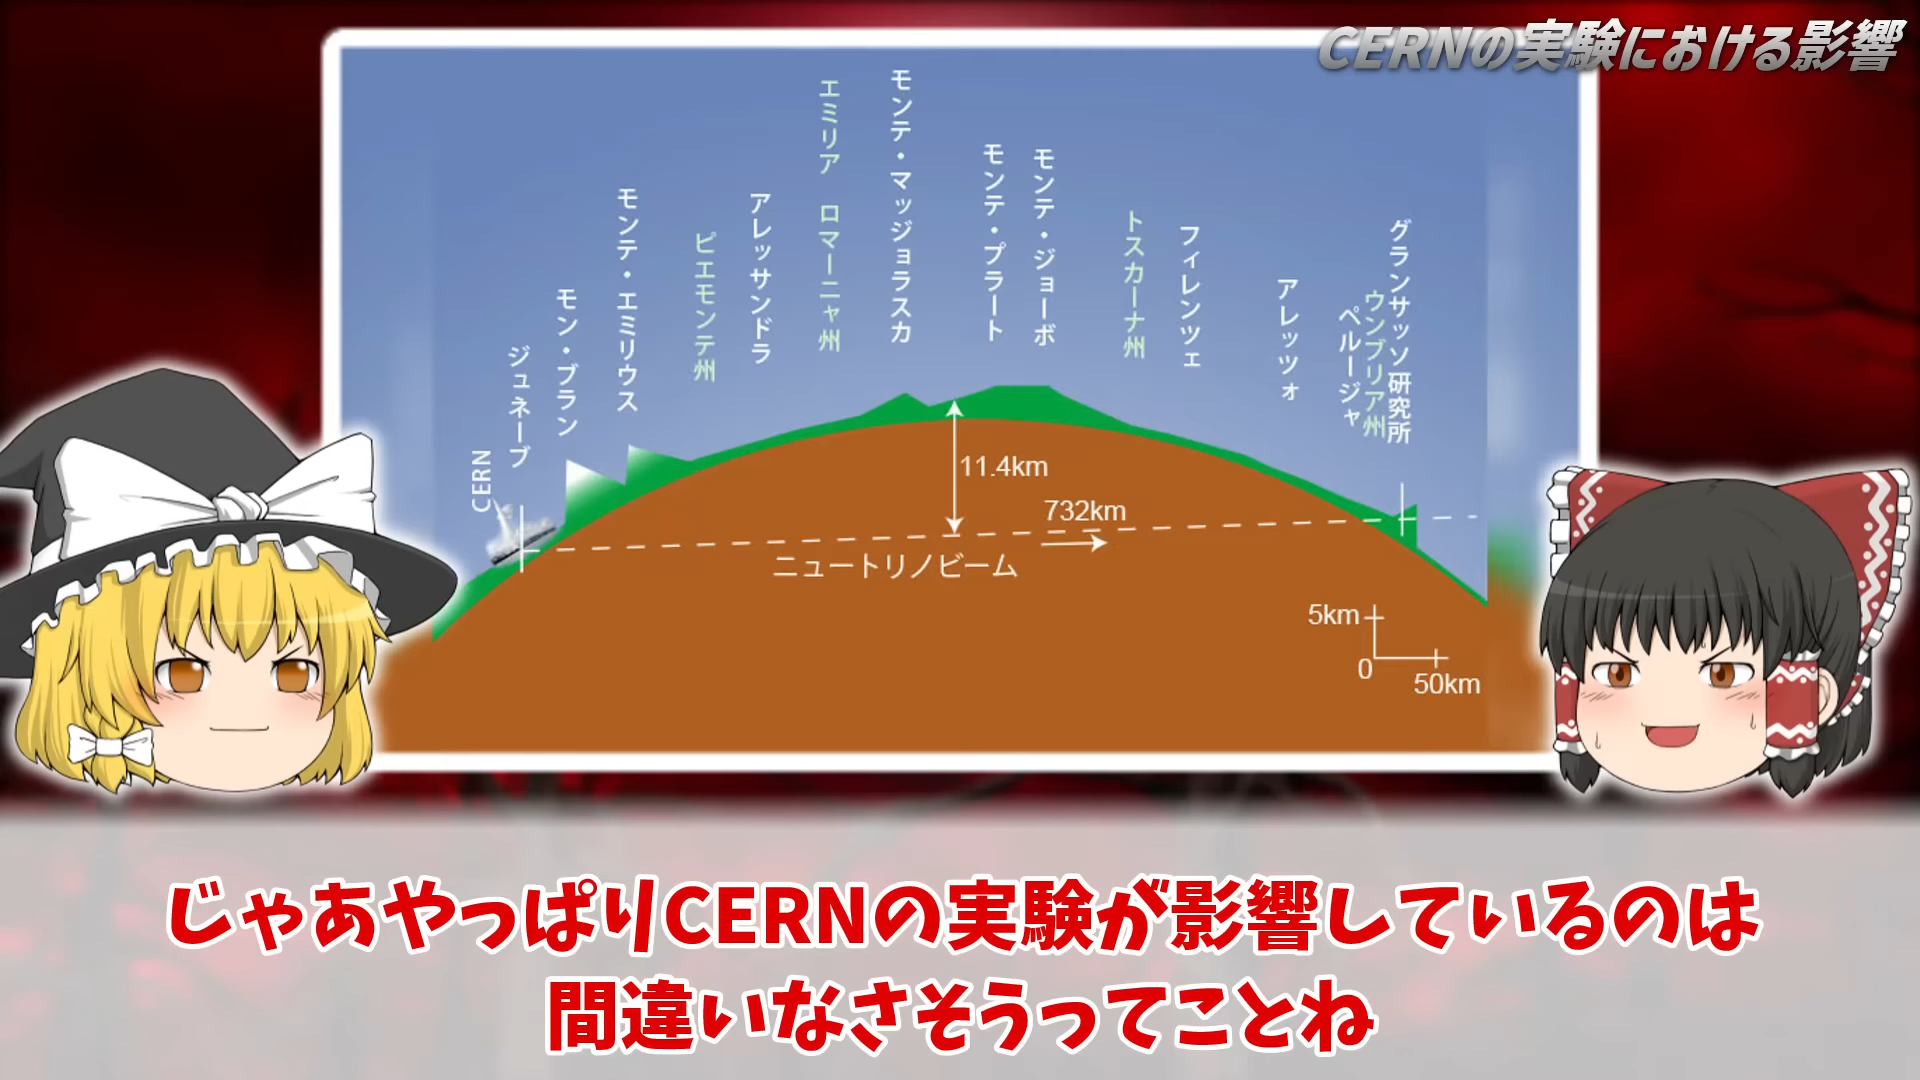 CERNの実験における影響
CERN
ジュネーブ
モン・ブラン
モンテ・エミリウス
ピエモンテ州
アレッサンドラ
エミリア ロマーニャ州
モンテ・マッジョラスカ
モンテ・プラート
モンテ・ジョーボ
トスカーナ州
フィレンツェ
アレッツォ
ペルージャ
ウンブリア州
グランサッソ研究所
11.4km
732km
ニュートリノビーム
5km
0
50km
じゃあやっぱりCERNの実験が影響しているのは
間違いなさそうってことね